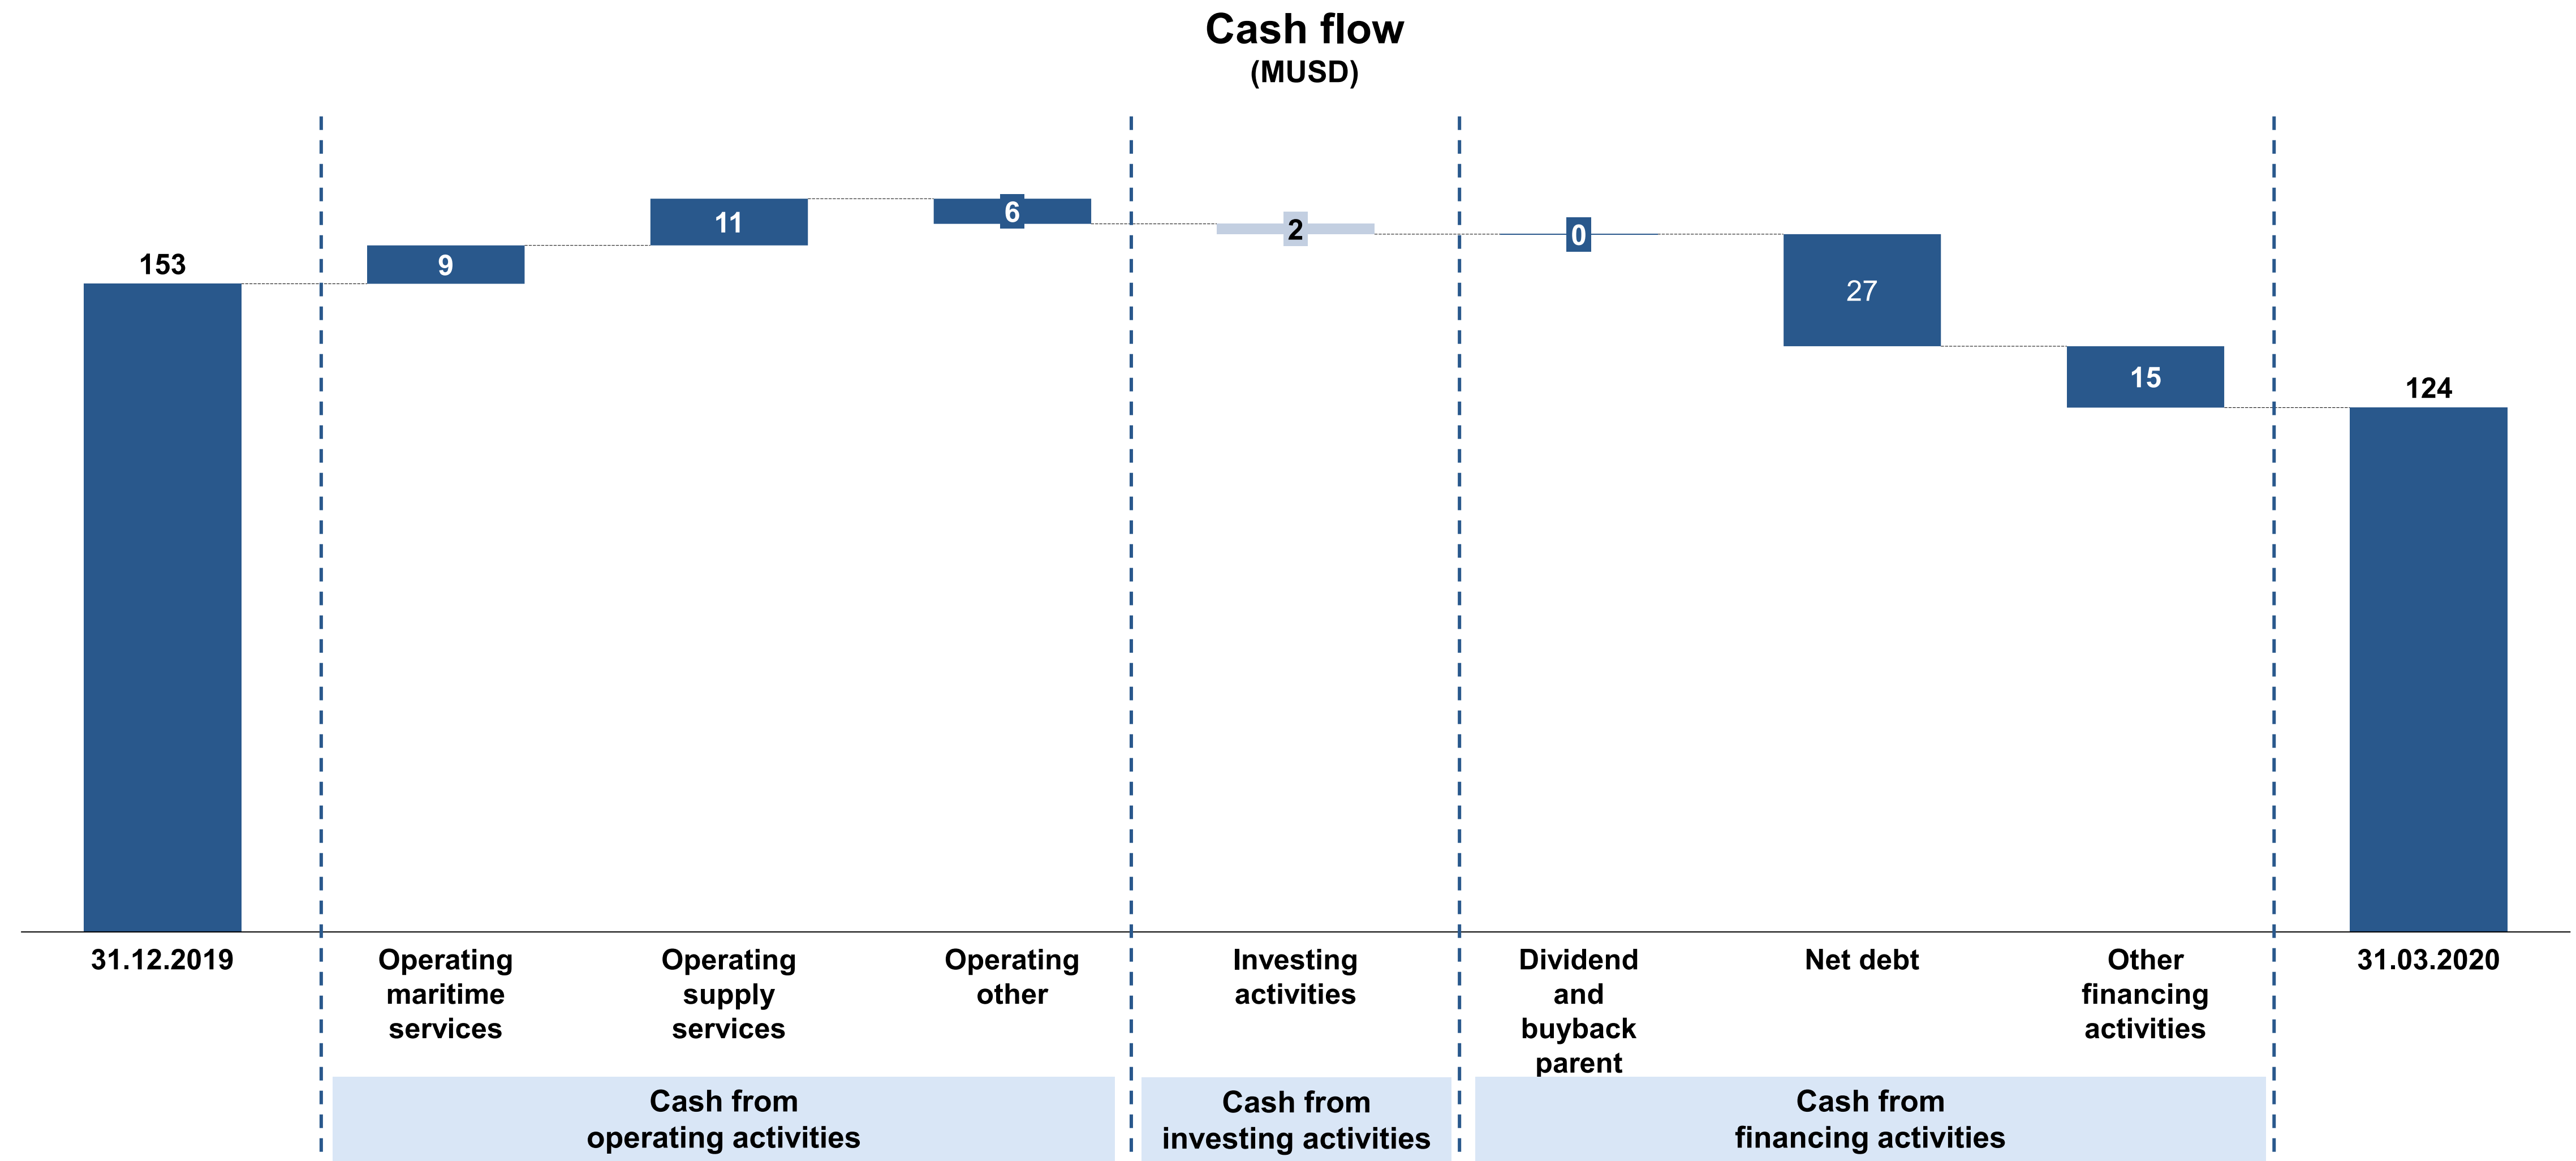 Cash flow
(MUSD)
153
9
11
6
2
0
27
15
124
31.12.2019
Operating
maritime
services
Operating
supply
services
Operating
other
Investing
activities
Dividend
and
buyback
parent
Net debt
Other
financing
activities
31.03.2020
Cash from
operating activities
Cash from
investing activities
Cash from
financing activities